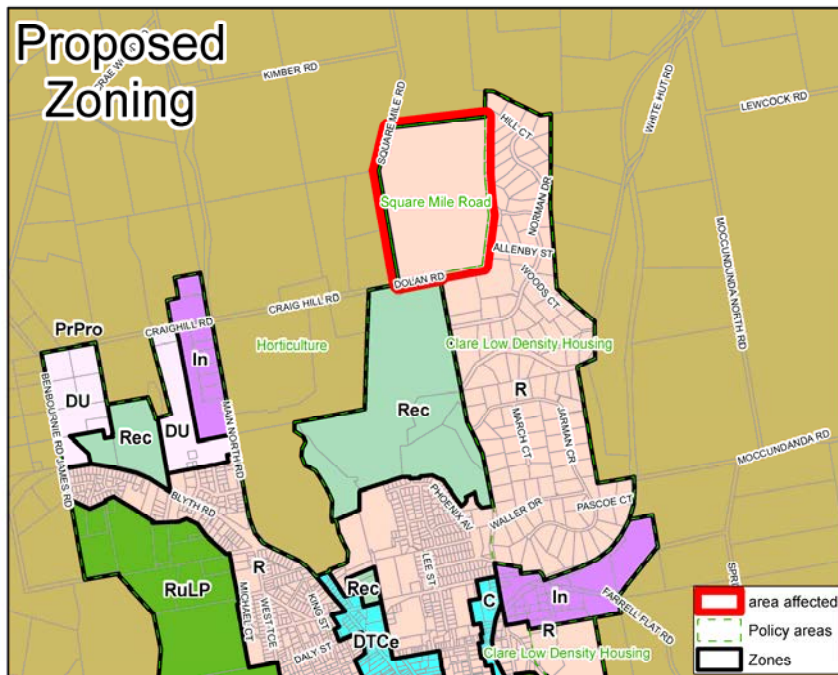 Proposed
Zoning
KIMBER RD
SQUARE MILE RD
HILL CT
WHITE HUT RD
LEWCOCK RD
NORMAN DR
Square Mile Road
ALLENBY ST
WOODS CT
MOCCUNDUNDA NORTH RD
DOLAN RD
CRAIG HILL RD
CRAIGHILL RD
PrPro
Horticulture
Clare Low Density Housing
In
DU
Rec
DU
Rec
R
BENBOURNIE RD
JAMES RD
MAIN NORTH RD
MARCH CT
JARMAN CR
MOCCUNDANDA RD
BLYTH RD
PHOENIX AV
WALLER DR
PASCOE CT
LEE ST
RuLP
R
MICHAEL CT
WEST TCE
KING ST
DALY ST
Rec
DTCe
C
In
FARRELL FLAT RD
R
Clare Low Density Housing
area affected
Policy areas
Zones